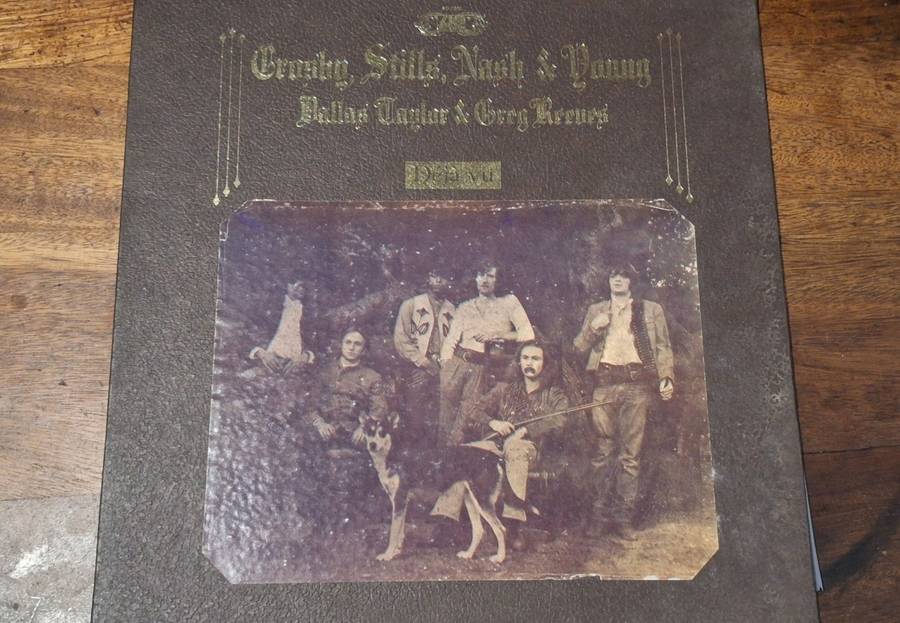 Crosby, Stills, Nash & Young
Dallas Taylor & Greg Reeves
Déjà vu